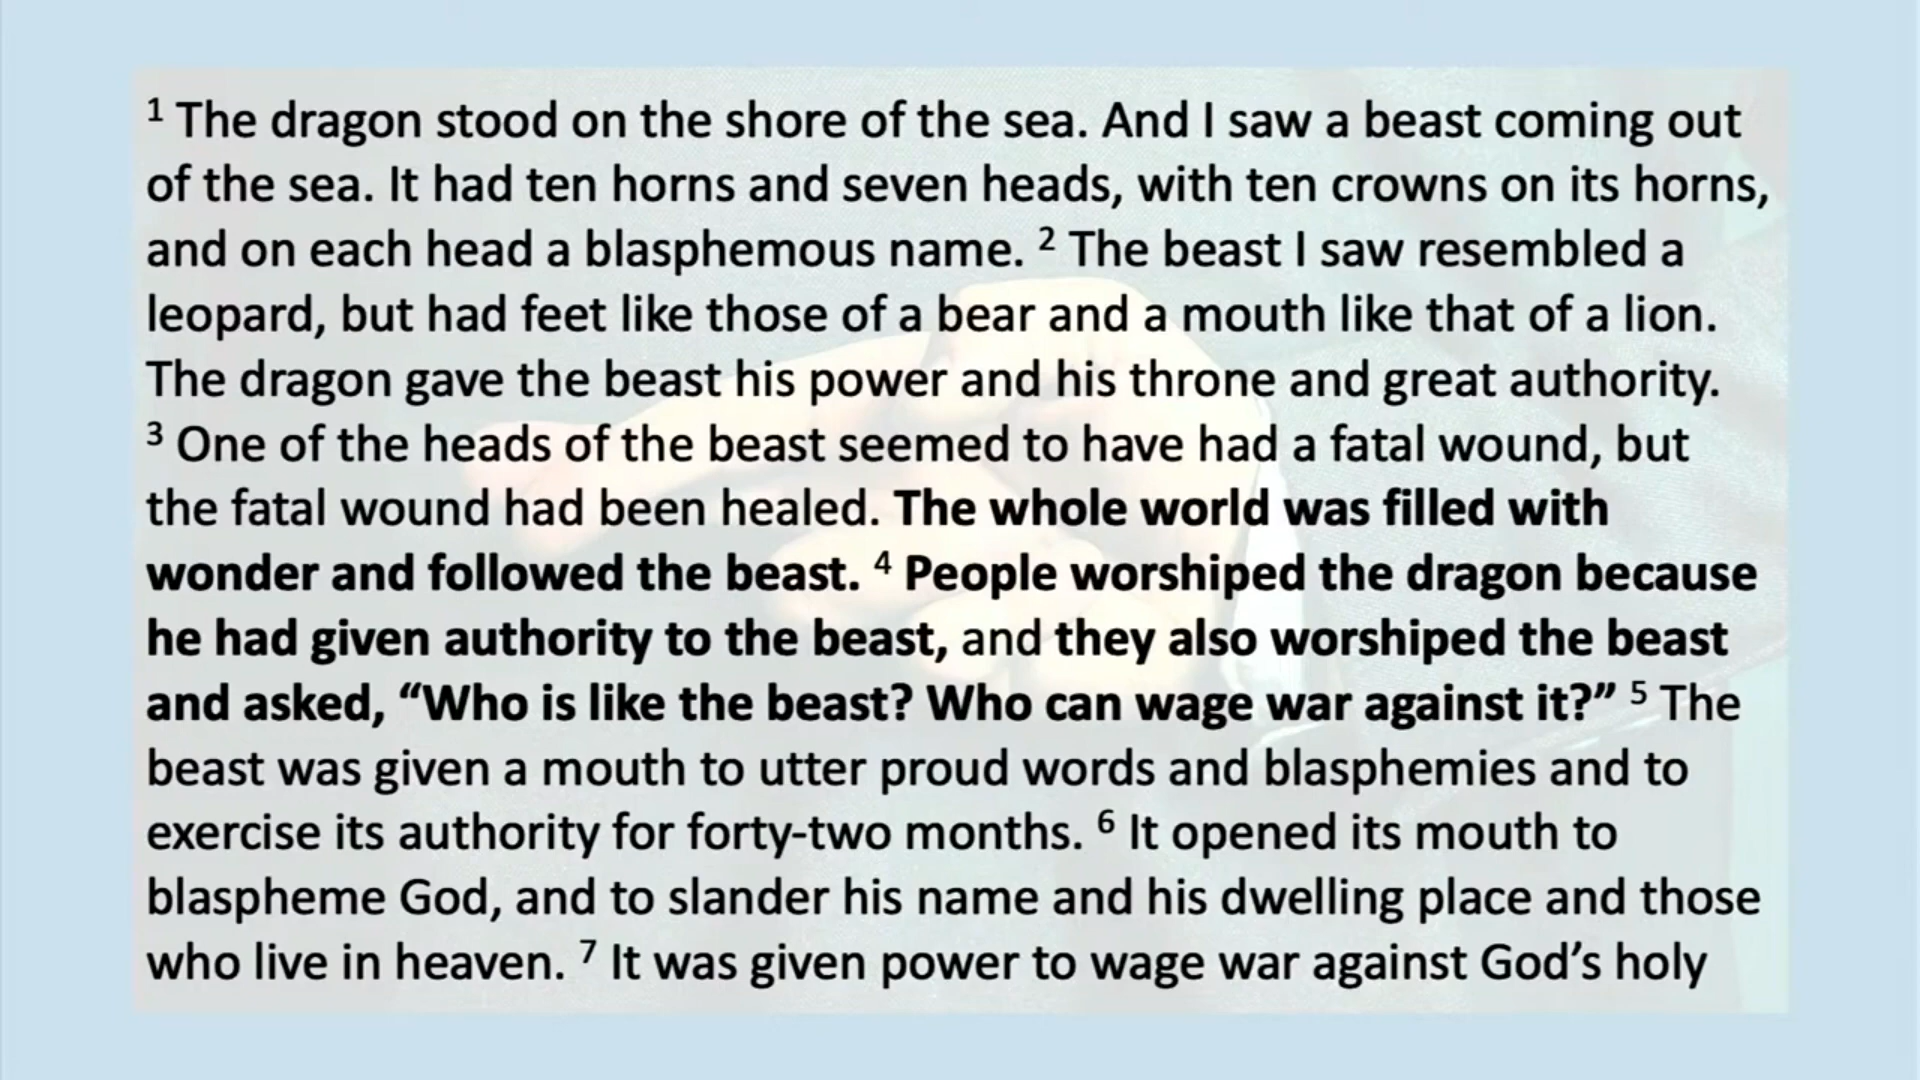 1 The dragon stood on the shore of the sea. And I saw a beast coming out
of the sea. It had ten horns and seven heads, with ten crowns on its horns,
and on each head a blasphemous name. 2 The beast I saw resembled a
leopard, but had feet like those of a bear and a mouth like that of a lion.
The dragon gave the beast his power and his throne and great authority.
3 One of the heads of the beast seemed to have had a fatal wound, but
the fatal wound had been healed. The whole world was filled with
wonder and followed the beast. 4 People worshiped the dragon because
he had given authority to the beast, and they also worshiped the beast
and asked, “Who is like the beast? Who can wage war against it?” 5 The
beast was given a mouth to utter proud words and blasphemies and to
exercise its authority for forty-two months. 6 It opened its mouth to
blaspheme God, and to slander his name and his dwelling place and those
who live in heaven. 7 It was given power to wage war against God’s holy